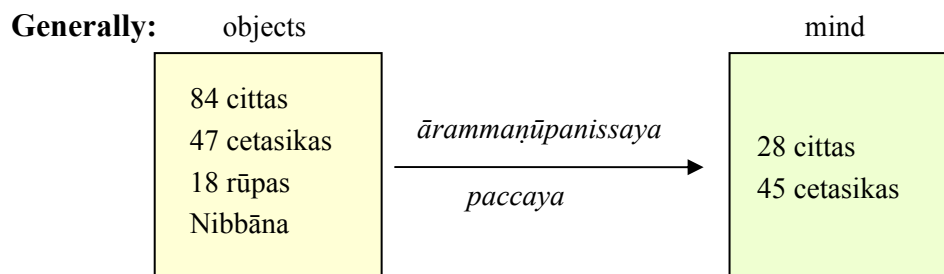 Generally: objects mind
84 cittas
47 cetasikas
18 rūpas
Nibbāna
ārammaṇūpanissaya
paccaya
28 cittas
45 cetasikas